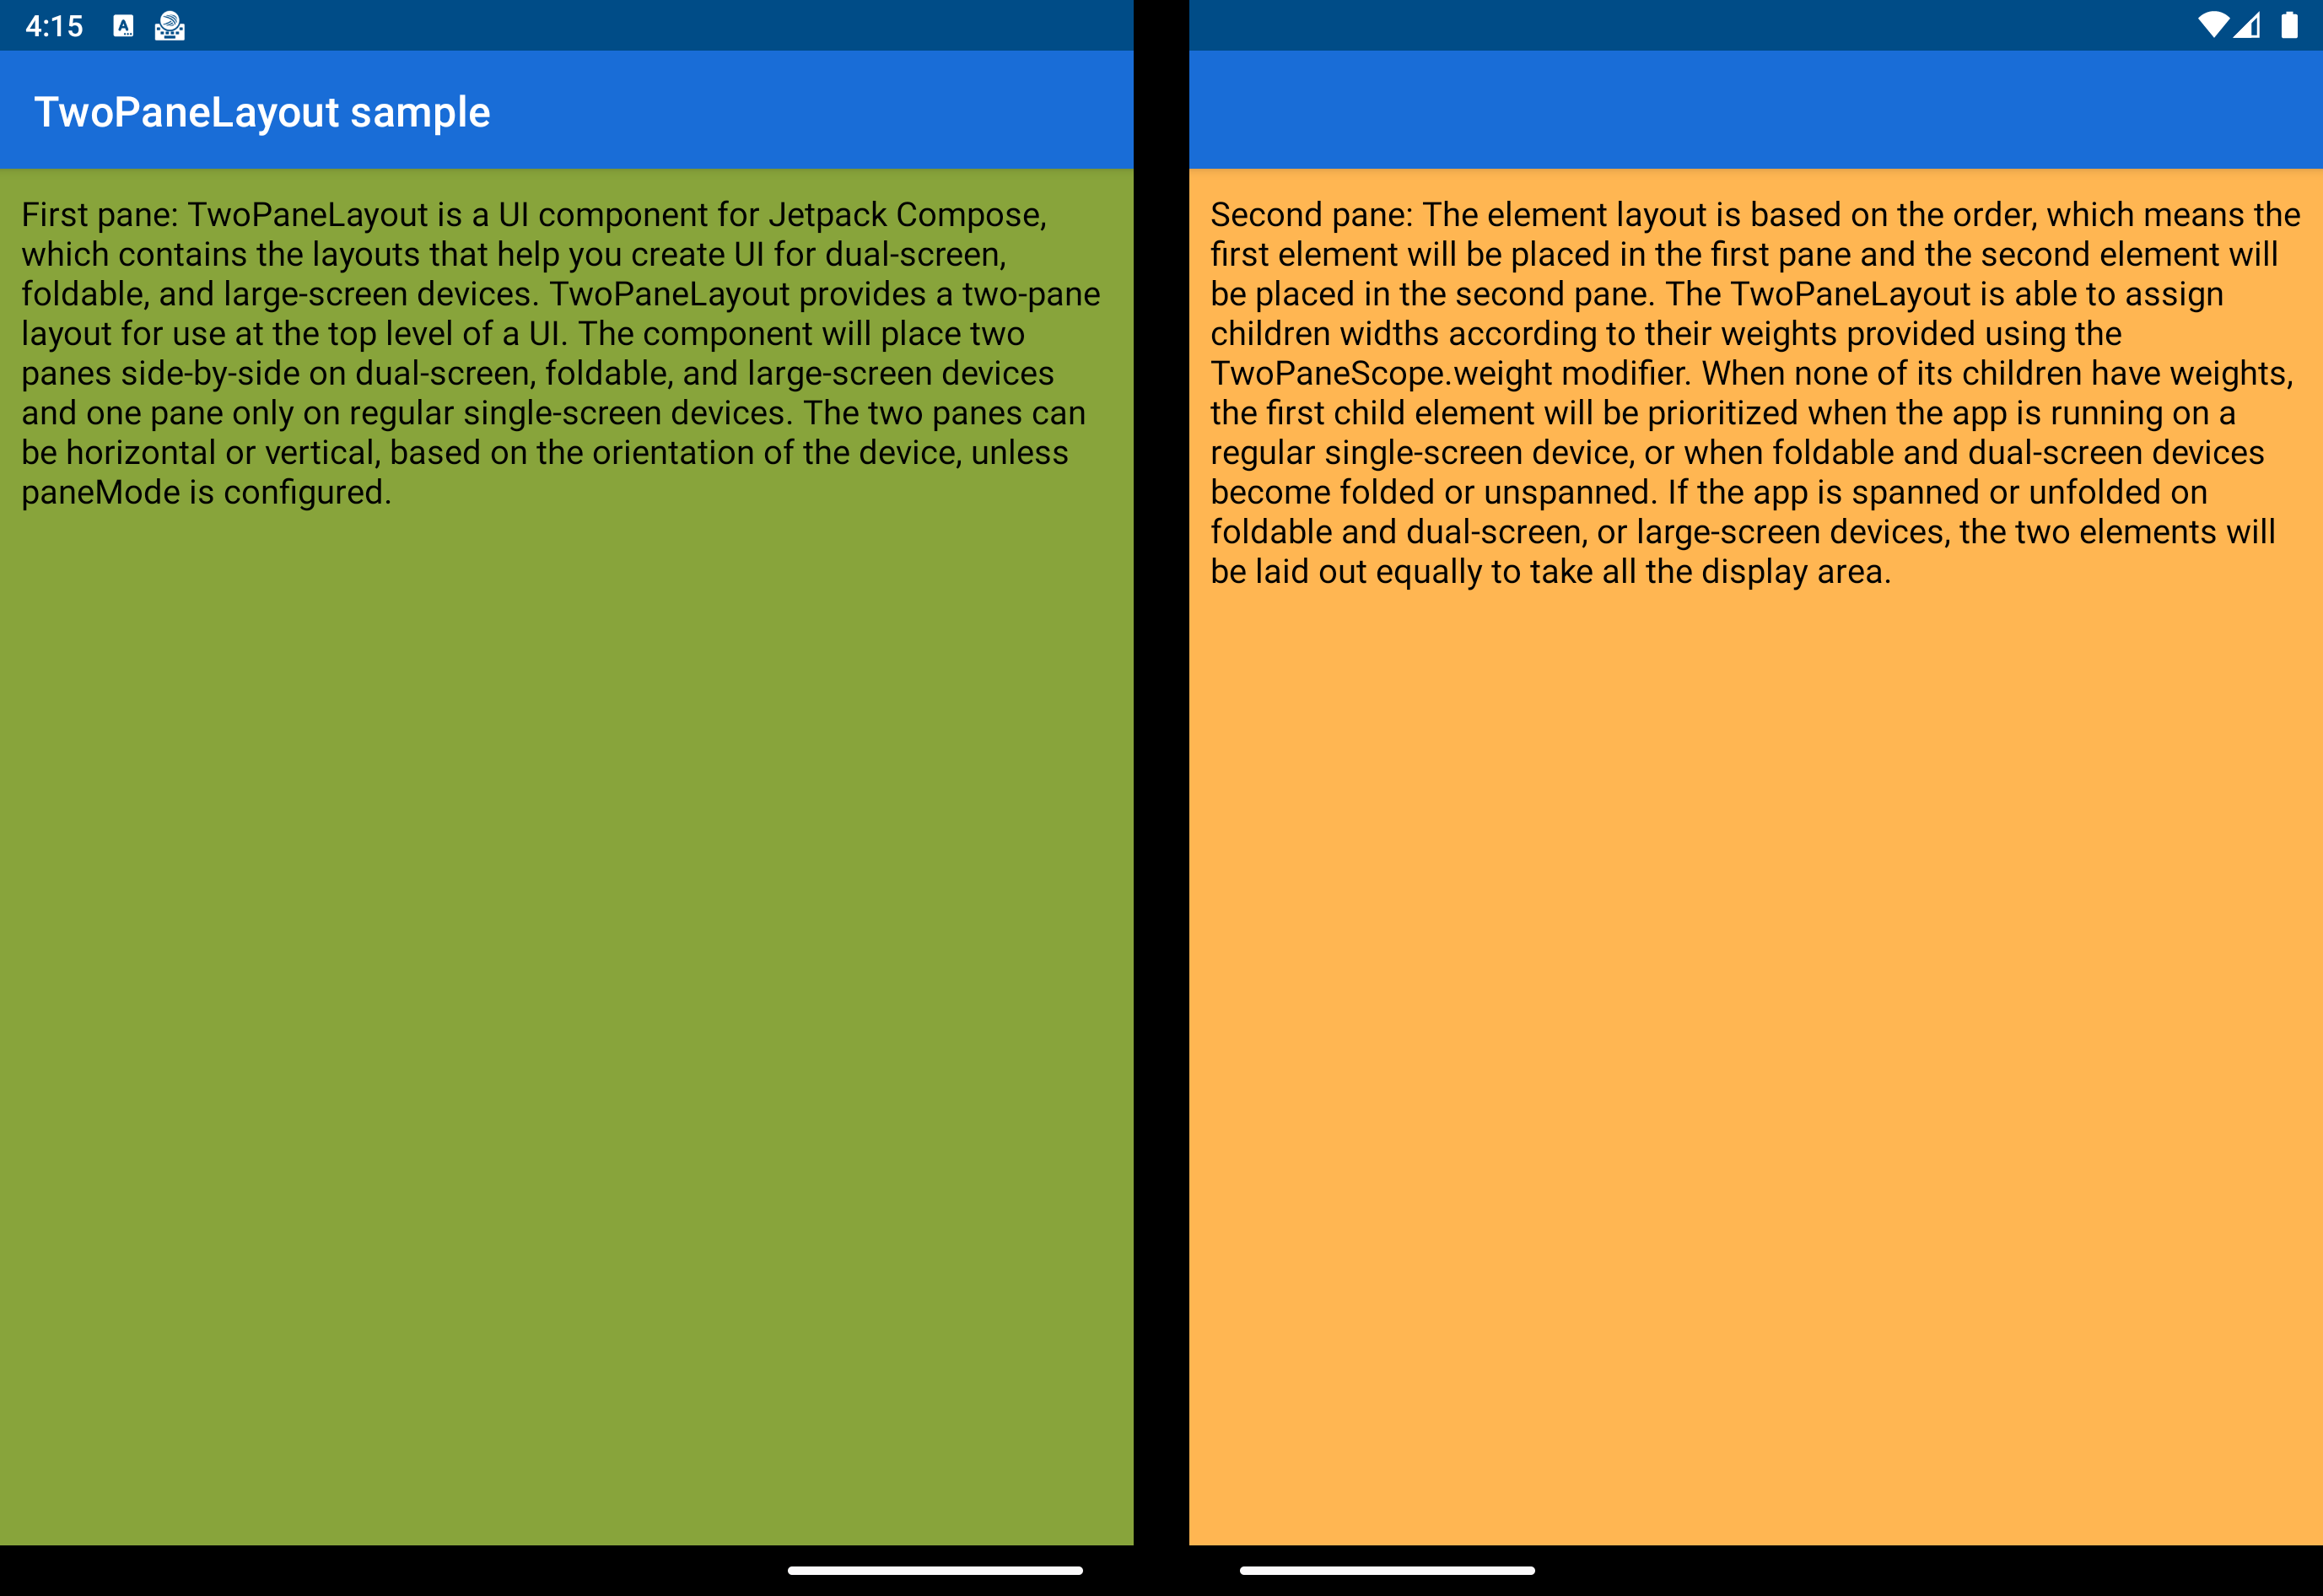 4:15
A
TwoPaneLayout sample
First pane: TwoPaneLayout is a UI component for Jetpack Compose,
which contains the layouts that help you create UI for dual-screen,
foldable, and large-screen devices. TwoPaneLayout provides a two-pane
layout for use at the top level of a UI. The component will place two
panes side-by-side on dual-screen, foldable, and large-screen devices
and one pane only on regular single-screen devices. The two panes can
be horizontal or vertical, based on the orientation of the device, unless
paneMode is configured.
Second pane: The element layout is based on the order, which means the
first element will be placed in the first pane and the second element will
be placed in the second pane. The TwoPaneLayout is able to assign
children widths according to their weights provided using the
TwoPaneScope.weight modifier. When none of its children have weights,
the first child element will be prioritized when the app is running on a
regular single-screen device, or when foldable and dual-screen devices
become folded or unspanned. If the app is spanned or unfolded on
foldable and dual-screen, or large-screen devices, the two elements will
be laid out equally to take all the display area.